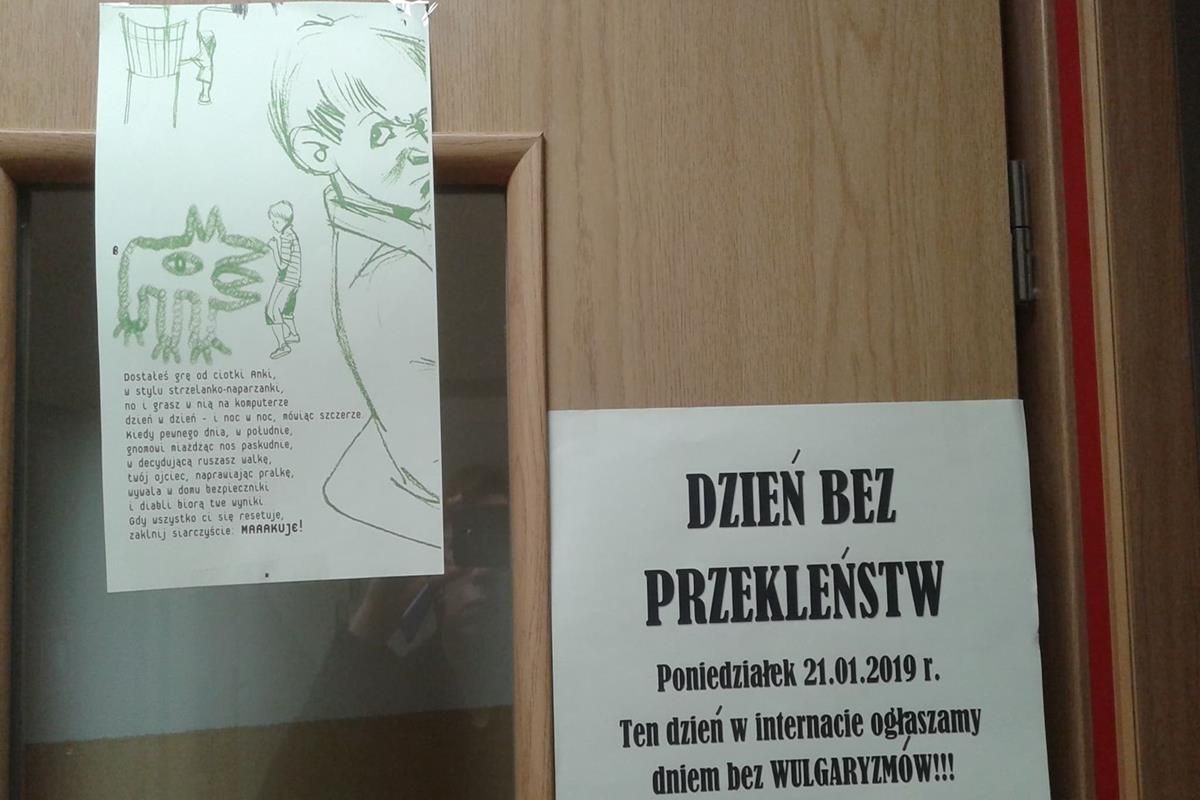 Dostałeś grę od ciotki Anki,
w stylu strzelanko-naparzanki,
no i grasz w nią na komputerze
dzień w dzień - i noc w noc, mówiąc szczerze.
Kiedy pewnego dnia, w południe,
gnomowi miażdżąc nos paskudnie,
w decydującą ruszasz walkę,
twój ojciec, naprawiając pralkę,
wywala w domu bezpieczniki
i diabli biorą twe wyniki
Gdy wszystko ci się resetuje,
zaklnij siarczyście: MARAKUJE!
DZIEŃ BEZ
PRZEKLEŃSTW
Poniedziałek 21.01.2019 r.
Ten dzień w internacie ogłaszamy
dniem bez WULGARYZMÓW!!!